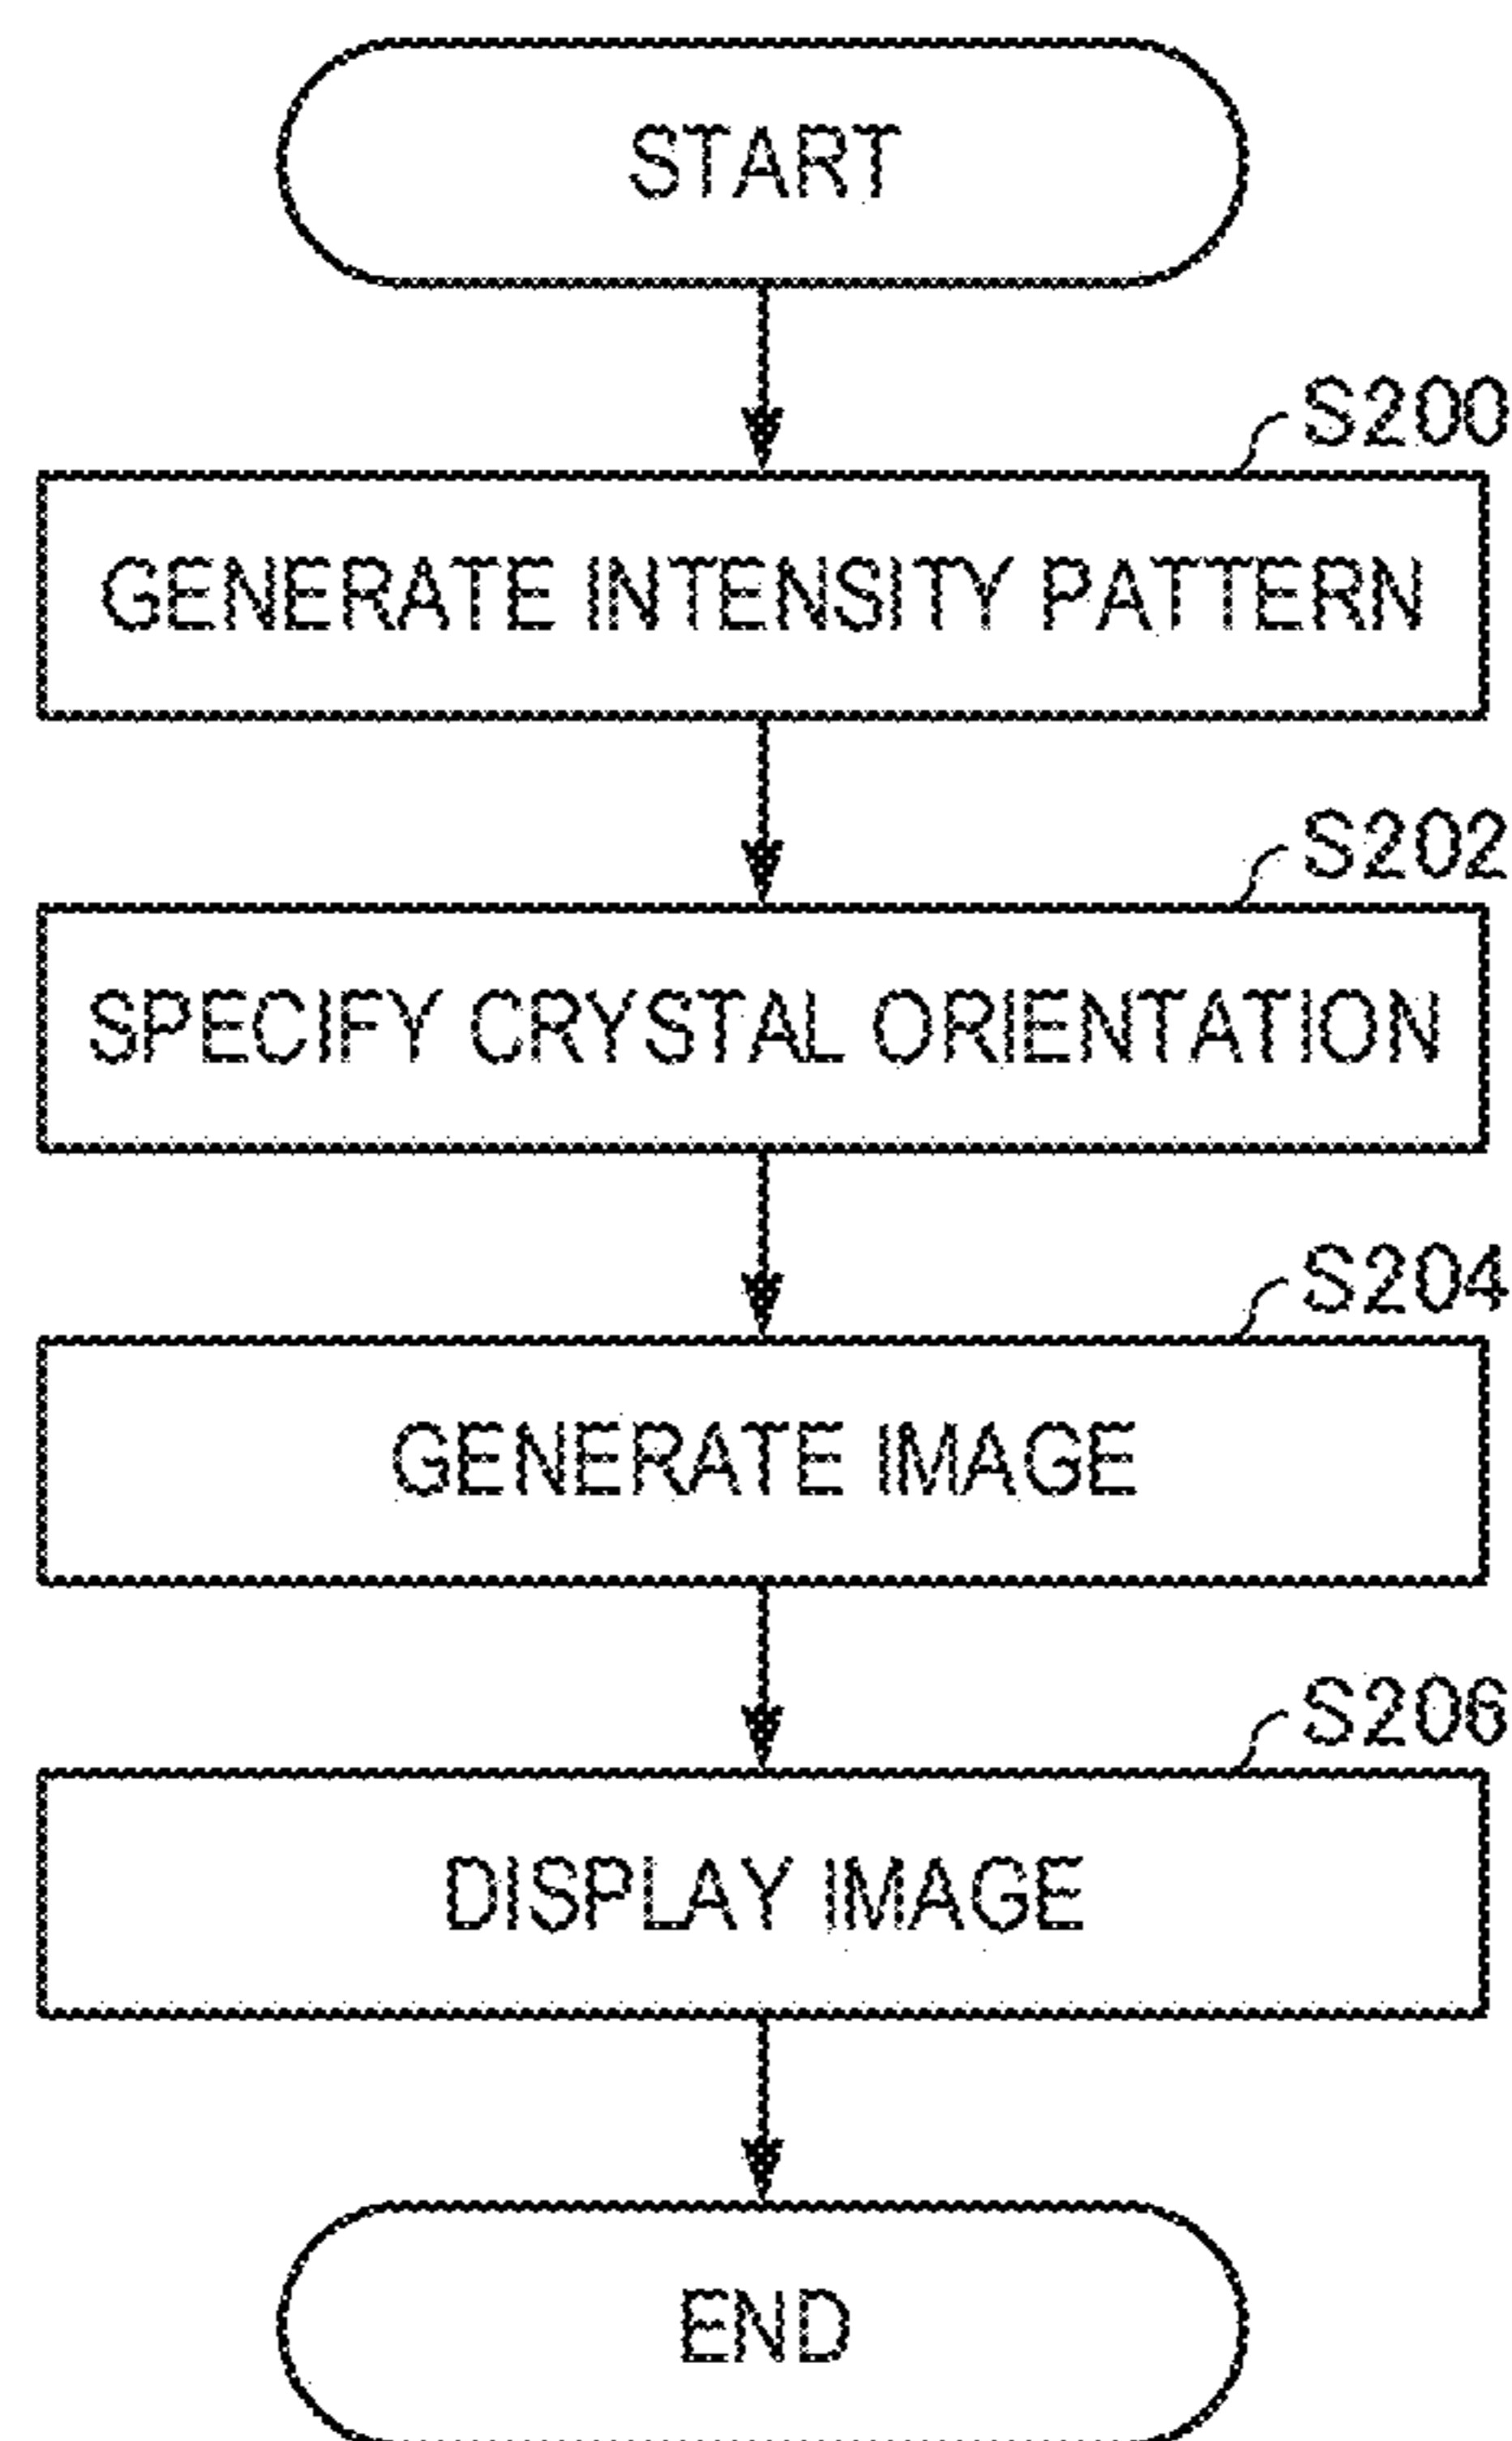 START
S200
GENERATE INTENSITY PATTERN
S202
SPECIFY CRYSTAL ORIENTATION
S204
GENERATE IMAGE
S206
DISPLAY IMAGE
END